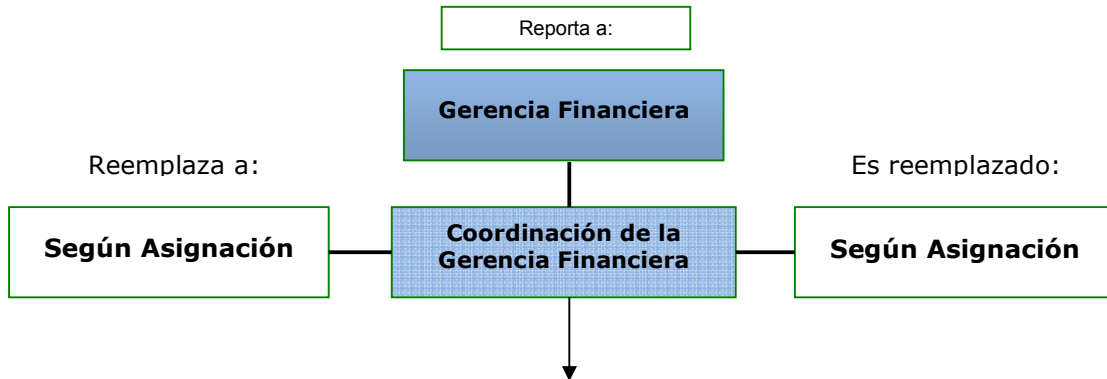 Reporta a:
Gerencia Financiera
Reemplaza a:
Es reemplazado:
Según Asignación
Coordinación de la
Gerencia Financiera
Según Asignación